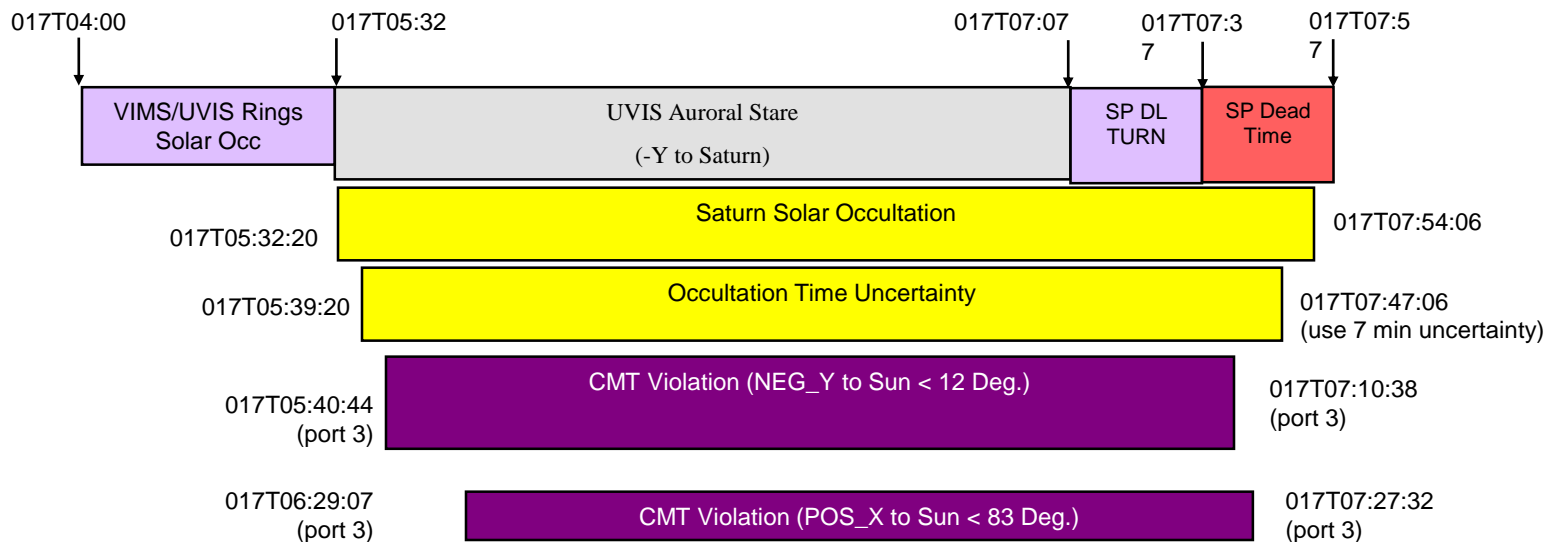 017T04:00
017T05:32
017T07:07
017T07:3
7
017T07:5
7
VIMS/UVIS Rings
Solar Occ
UVIS Auroral Stare
(-Y to Saturn)
SP DL
TURN
SP Dead
Time
Saturn Solar Occultation
017T05:32:20
017T07:54:06
Occultation Time Uncertainty
017T05:39:20
017T07:47:06
(use 7 min uncertainty)
CMT Violation (NEG_Y to Sun < 12 Deg.)
017T05:40:44
(port 3)
017T07:10:38
(port 3)
017T06:29:07
(port 3)
CMT Violation (POS_X to Sun < 83 Deg.)
017T07:27:32
(port 3)